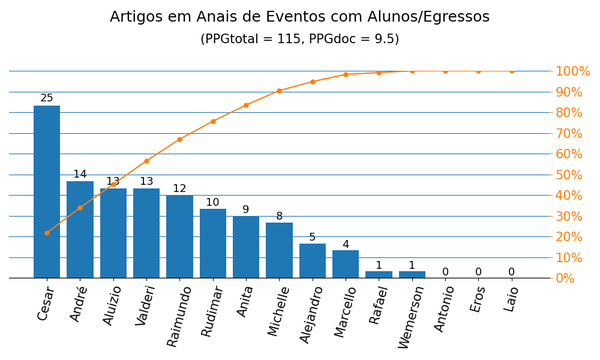 Artigos em Anais de Eventos com Alunos/Egressos
(PPGtotal = 115, PPGdoc = 9.5)
25
14
13
13
12
10
9
8
5
4
1
1
0
0
0
100%
90%
80%
70%
60%
50%
40%
30%
20%
10%
0%
Cesar
André
Aluizio
Valderi
Raimundo
Rudimar
Anita
Michelle
Alejandro
Marcello
Rafael
Wemerson
Antonio
Eros
Laio